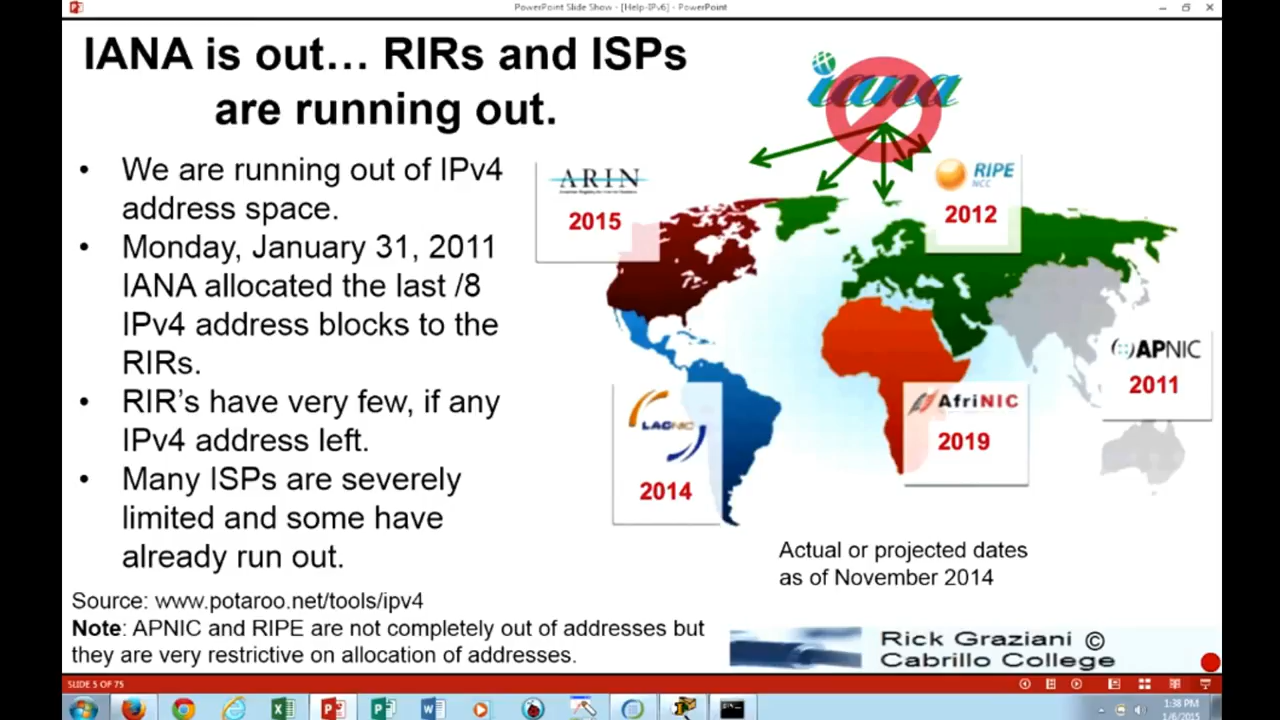 PowerPoint Slide Show - [Help-IPv6] - PowerPoint
IANA is out... RIRs and ISPs
are running out.
• We are running out of IPv4
address space.
• Monday, January 31, 2011
IANA allocated the last /8
IPv4 address blocks to the
RIRs.
• RIR’s have very few, if any
IPv4 address left.
• Many ISPs are severely
limited and some have
already run out.
Source: www.potaroo.net/tools/ipv4
Note: APNIC and RIPE are not completely out of addresses but
they are very restrictive on allocation of addresses.
iana
ARIN
2015
RIPE
NCC
2012
APNIC
2011
LACNIC
2014
AfriNIC
2019
Actual or projected dates
as of November 2014
Rick Graziani ©
Cabrillo College
SLIDE 5 OF 75
1:38 PM
1/6/2015